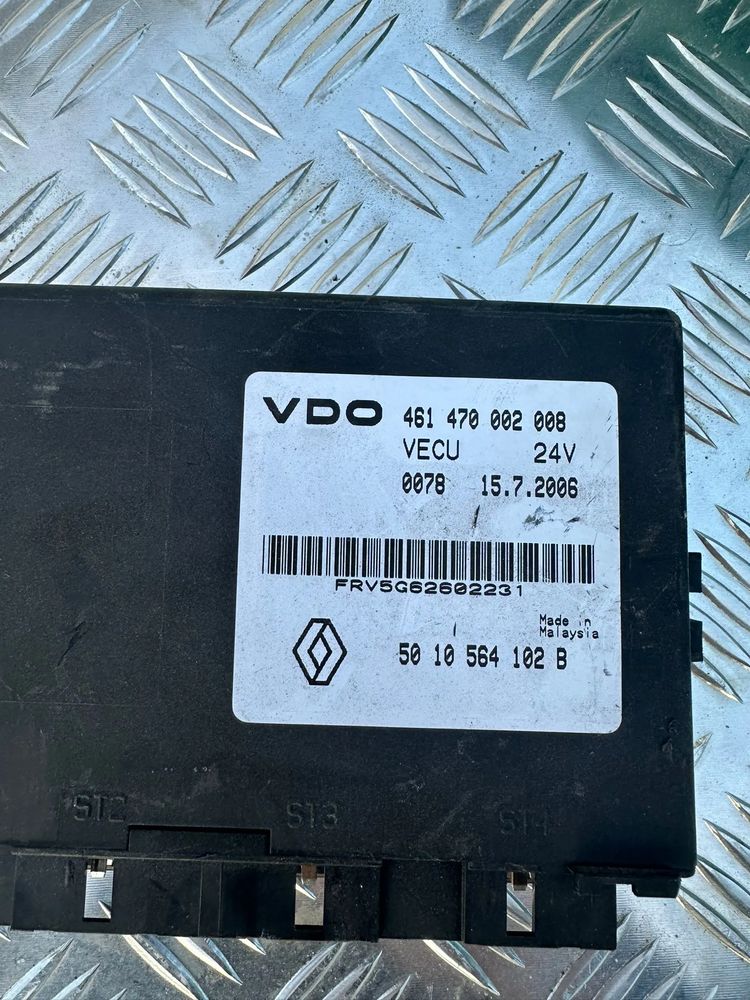 VDO 461 470 002 008
VECU 24V
0078 15.7.2006
FRV5G62602231
Made in
Malaysia
50 10 564 102 B
ST2 ST3 ST4